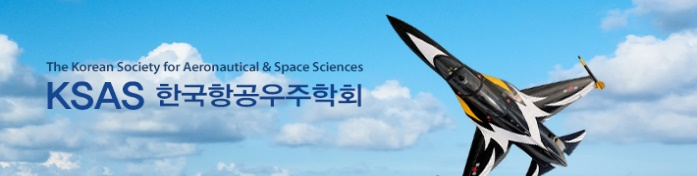 The Korean Society for Aeronautical & Space Sciences
KSAS 한국항공우주학회